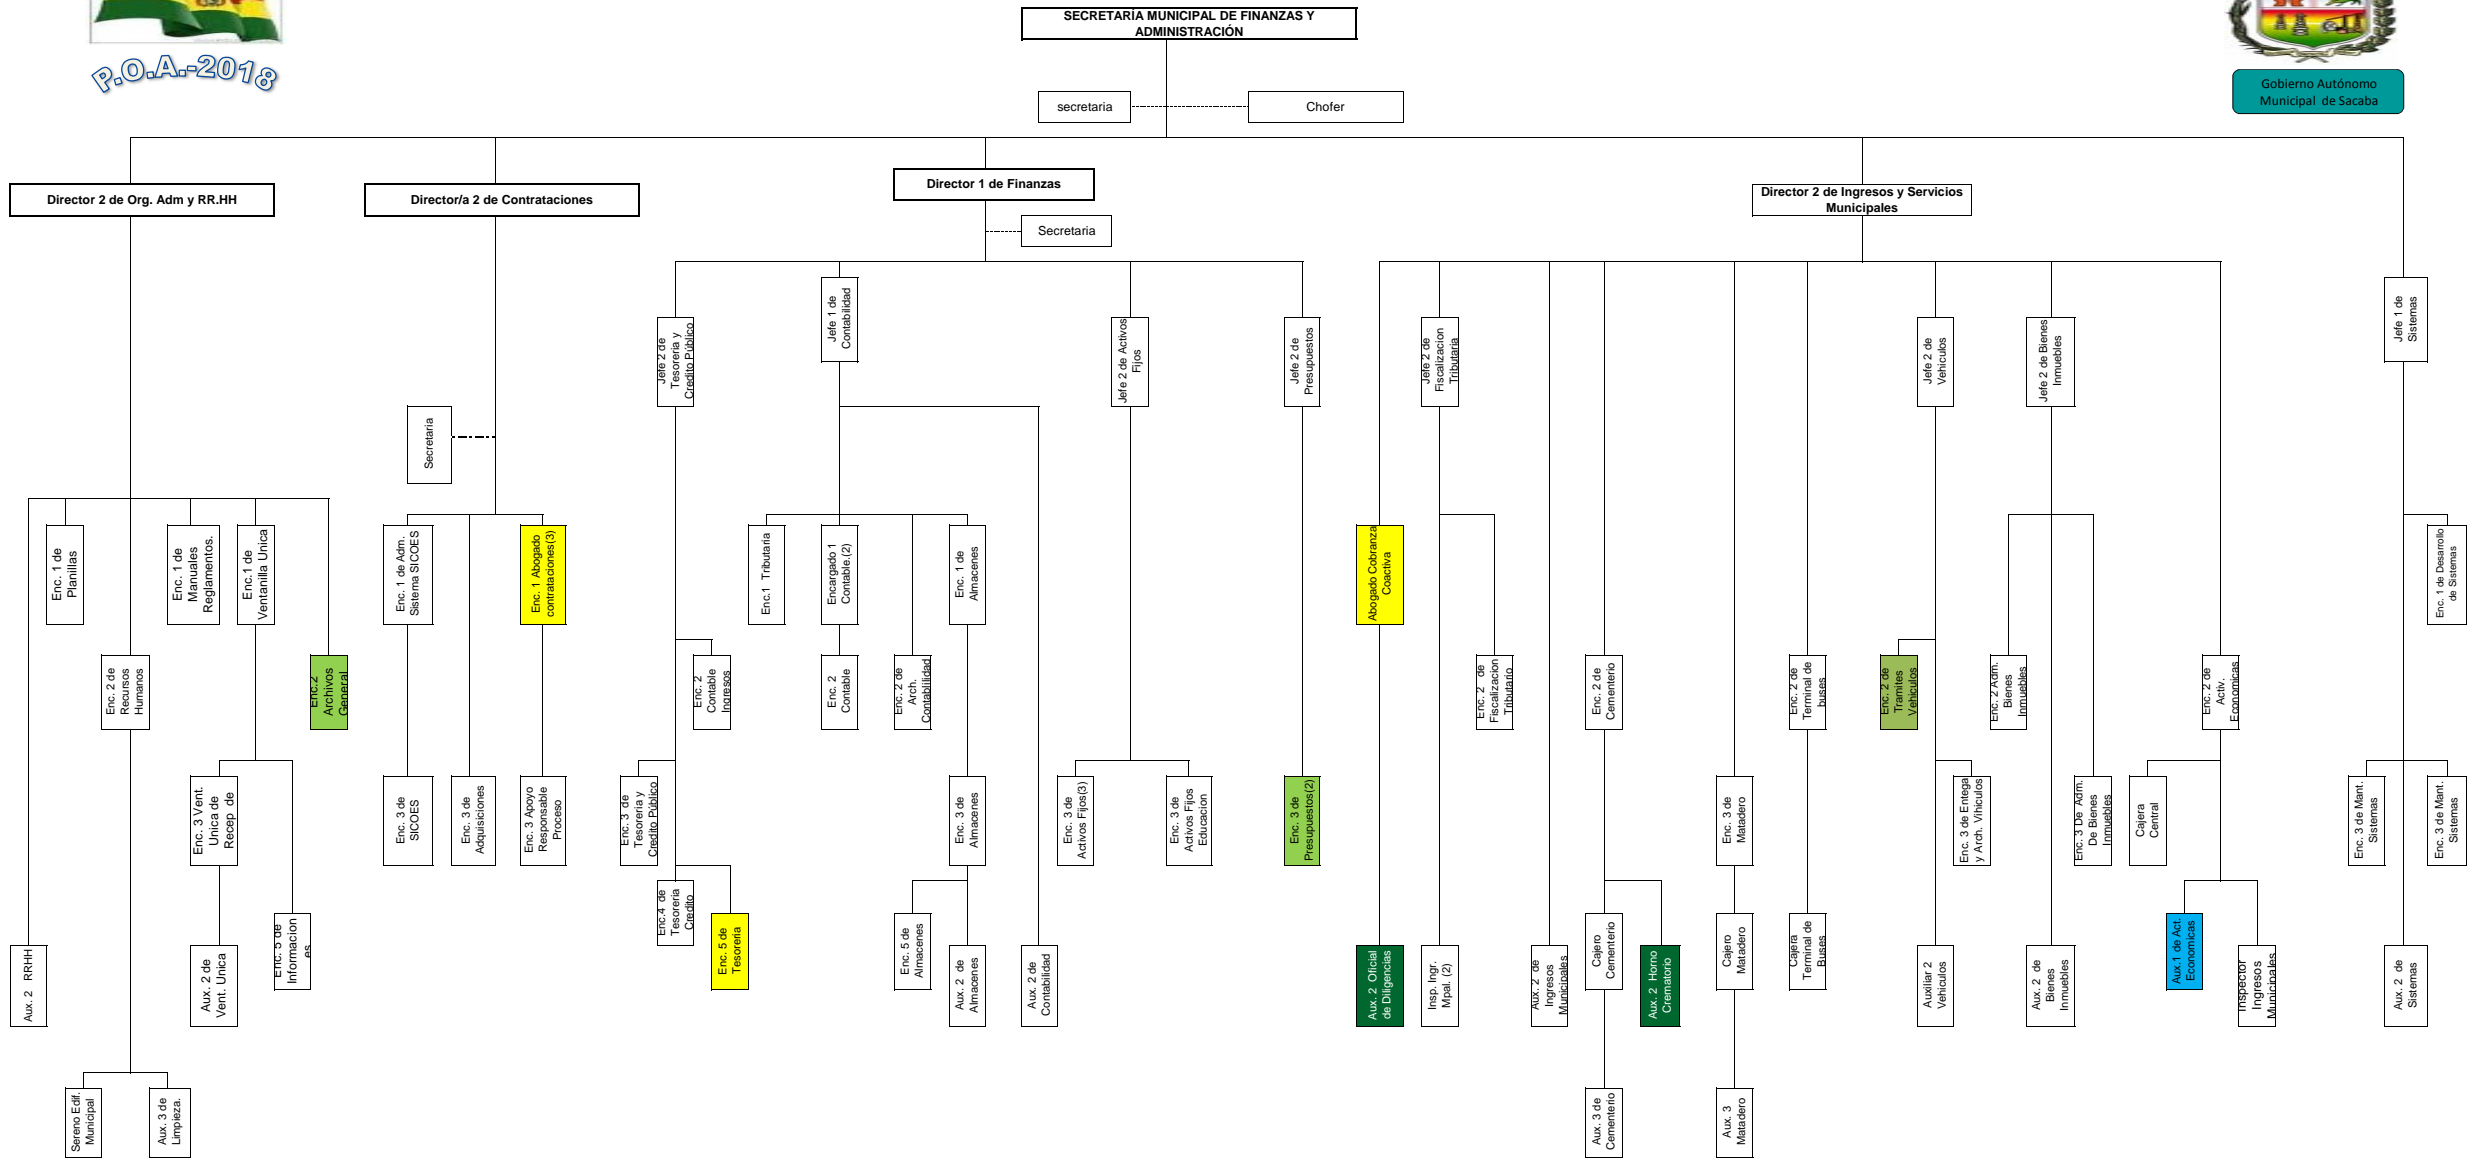 SECRETARÍA MUNICIPAL DE FINANZAS Y
ADMINISTRACIÓN
P.O.A.-2018
Gobierno Autónomo
Municipal de Sacaba
secretaria
Chofer
Director 2 de Org. Adm y RR.HH
Director/a 2 de Contrataciones
Director 1 de Finanzas
Director 2 de Ingresos y Servicios
Municipales
Secretaria
Jefe 2 de
Tesoreria y
Credito Público
Jefe 1 de
Contabilidad
Jefe 2 de Activos
Fijos
Jefe 2 de
Presupuestos
Jefe 2 de
Fiscalizacion
Tributaria
Jefe 2 de
Vehiculos
Jefe 2 de Bienes
Inmuebles
Jefe 1 de
Sistemas
Secretaria
Enc. 1 de
Planillas
Enc. 1 de
Manuales
Reglamentos.
Enc.1 de
Ventanilla Unica
Enc. 1 de Adm.
Sistema SICOES
Enc. 1 Abogado
contrataciones(3)
Enc.1 Tributaria
Encargado 1
Contable.(2)
Enc. 1 de
Almacenes
Abogado Cobranza
Coactiva
Enc. 1 de Desarrollo
de Sistemas
Enc. 2 de
Recursos
Humanos
Enc.2
Archivos
General
Enc. 2
Contable
Ingresos
Enc. 2
Contable
Enc. 2 de
Arch.
Contablilidad
Enc. 2 de
Fiscalizacion
Tributario
Enc. 2 de
Cementerio
Enc. 2 de
Terminal de
buses
Enc. 2 de
Tramites
Vehiculos
Enc. 2 Adm.
Bienes
Inmuebles
Enc. 2 de
Activ.
Economicas
Enc. 3 Vent.
Unica de
Recep de
Enc. 3 de
SICOES
Enc. 3 de
Adquisiciones
Enc. 3 Apoyo
Responsable
Proceso
Enc. 3 de
Tesoreria y
Credito Público
Enc. 3 de
Almacenes
Enc. 3 de
Activos Fijos(3)
Enc. 3 de
Activos Fijos
Educacion
Enc. 3 de
Presupuestos(2)
Enc. 3 de
Matadero
Enc. 3 de Entega
y Arch. Vihiculos
Enc. 3 De Adm.
De Bienes
Inmuebles
Cajera
Central
Enc. 3 de Mant.
Sistemas
Enc. 3 de Mant.
Sistemas
Aux. 2 RRHH
Aux. 2 de
Vent. Unica
Enc. 5 de
Informacion
es
Enc.4 de
Tesoreria
Credito
Enc. 5 de
Tesoreria
Enc. 5 de
Almacenes
Aux. 2 de
Almacenes
Aux. 2 de
Contabilidad
Aux. 2 Oficial
de Diligencias
Insp. Ingr.
Mpal. (2)
Aux. 2 de
Ingresos
Municipales
Cajero
Cementerio
Aux. 2 Horno
Crematorio
Cajero
Matadero
Cajera
Terminal de
Buses
Auxiliar 2
Vehiculos
Aux. 2 de
Bienes
Inmuebles
Aux.1 de Act.
Economicas
Inspector
Ingresos
Municipales
Aux. 2 de
Sistemas
Sereno Edif.
Municipal
Aux. 3 de
Limpieza.
Aux. 3 de
Cementerio
Aux. 3
Matadero